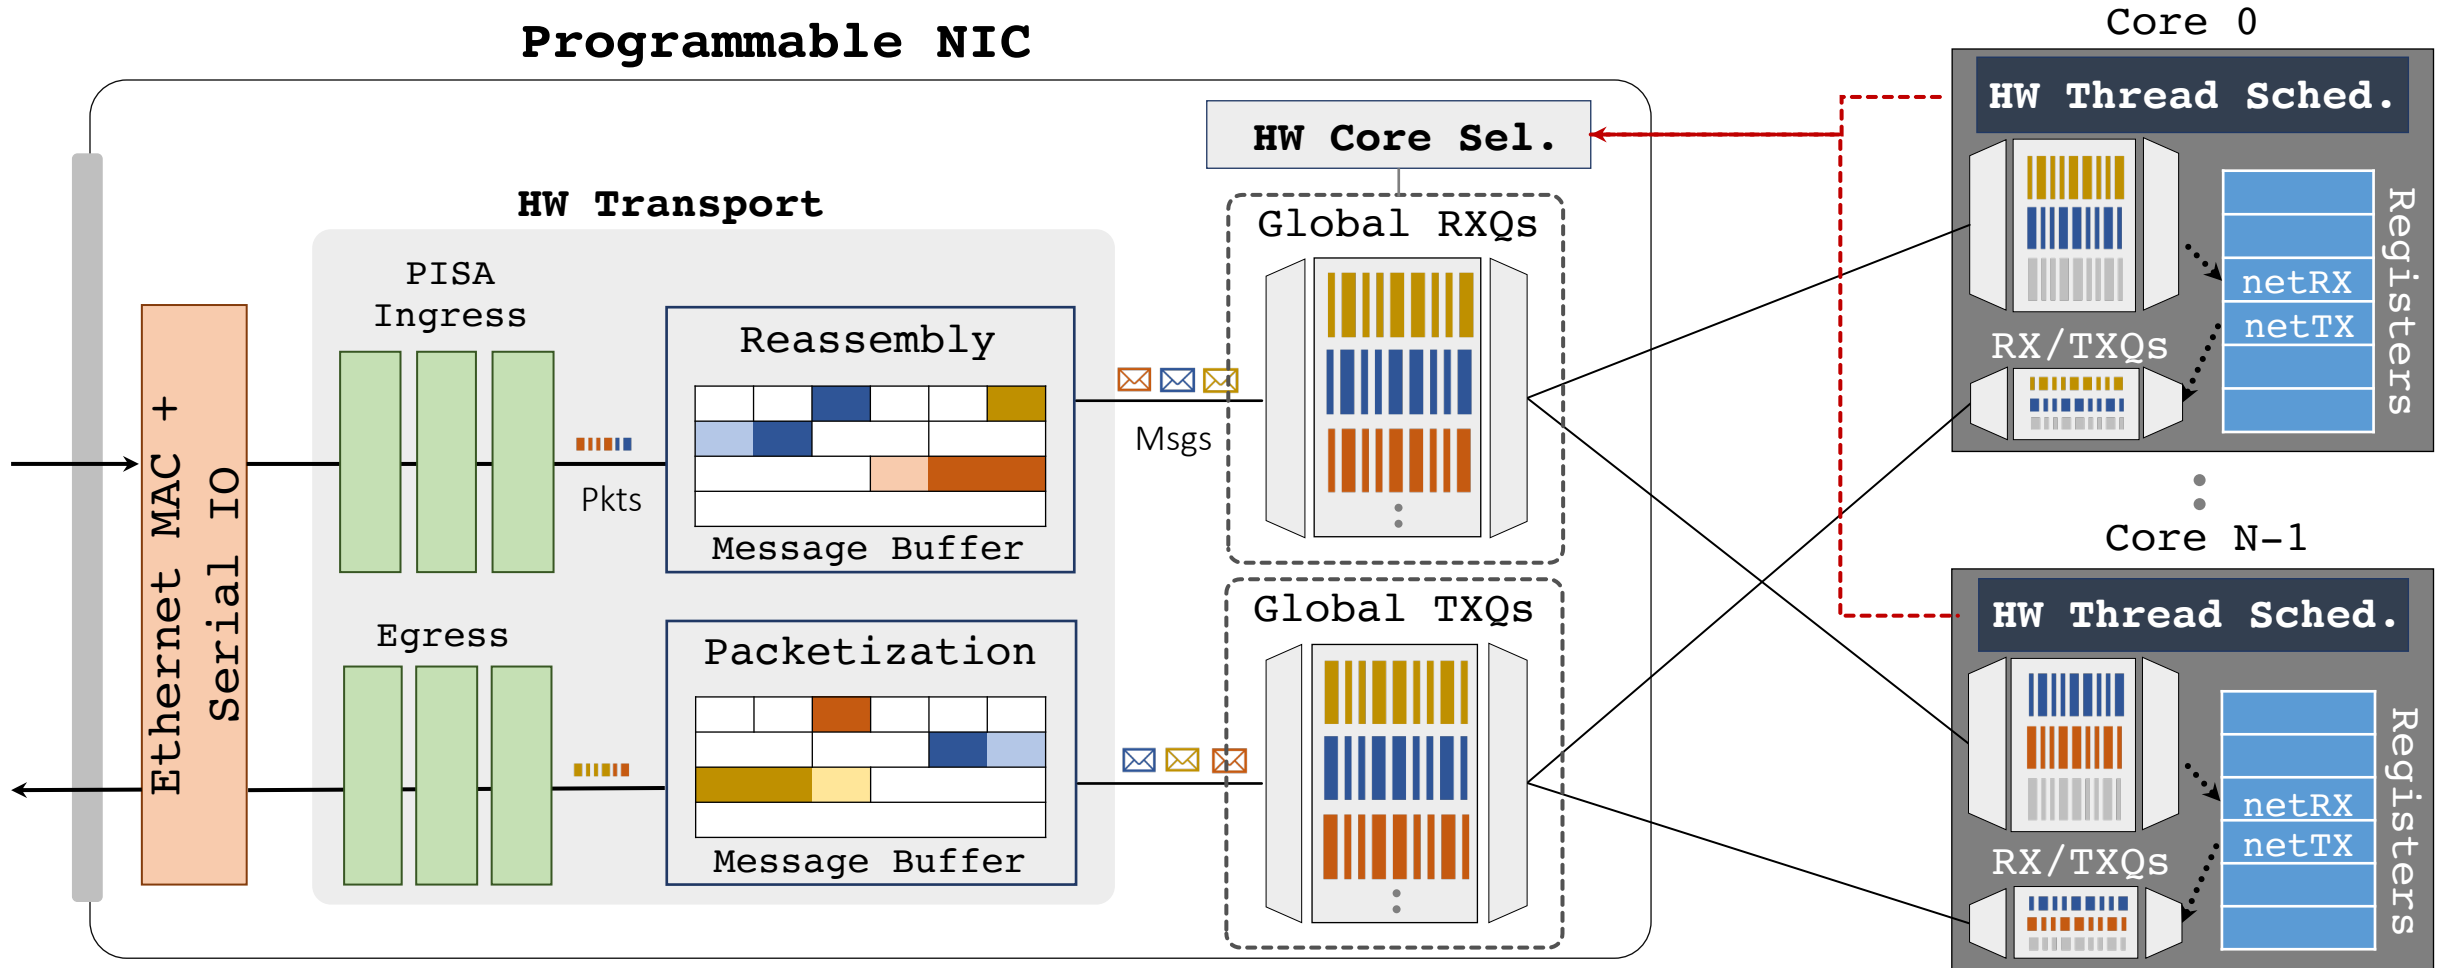 Programmable NIC
Ethernet MAC +
Serial IO
HW Transport
PISA
Ingress
Pkts
Reassembly
Message Buffer
Egress
Packetization
Message Buffer
Msgs
HW Core Sel.
Global RXQs
Global TXQs
Core 0
HW Thread Sched.
netRX
netTX
RX/TXQs
Registers
Core N-1
HW Thread Sched.
netRX
netTX
RX/TXQs
Registers